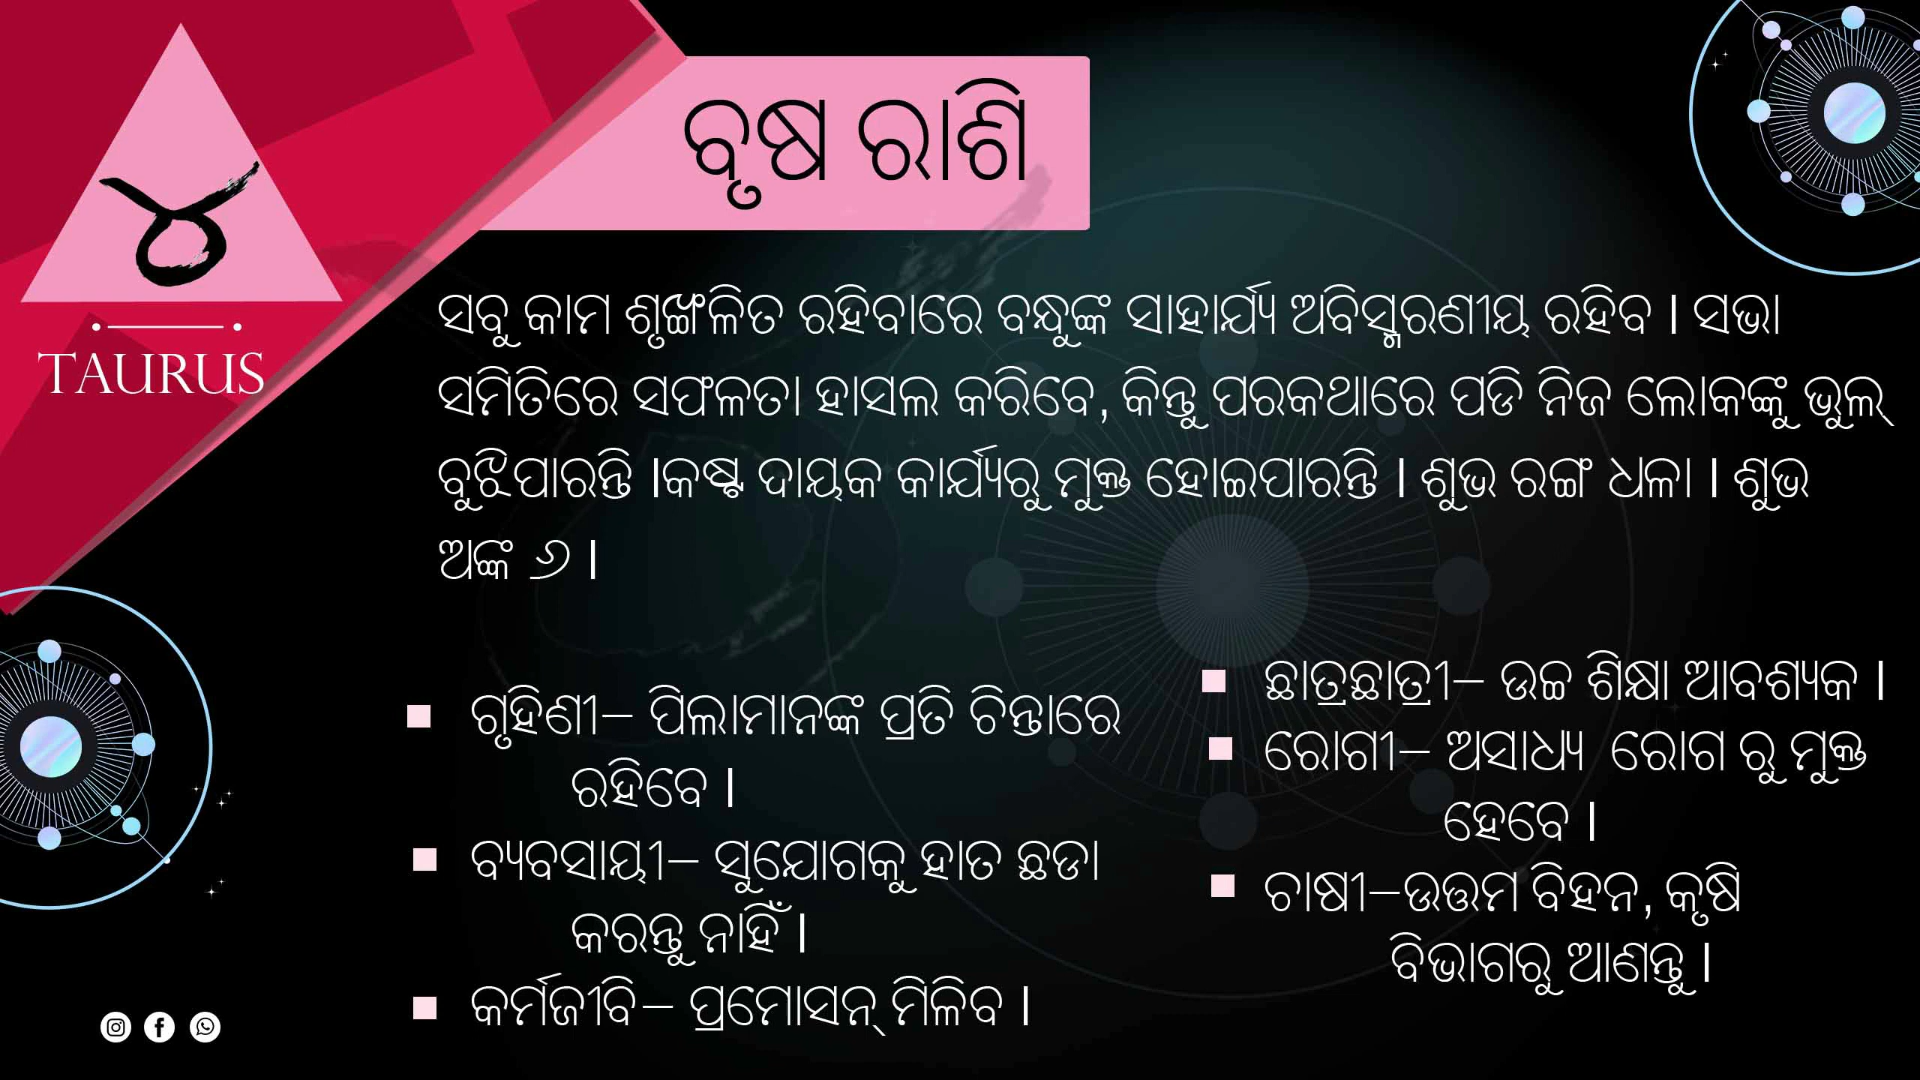 ବୃଷ ରାଶି
TAURUS
ସବୁ କାମ ଶୃଙ୍ଖଳିତ ରହିବାରେ ବନ୍ଧୁଙ୍କ ସାହାର୍ଯ୍ୟ ଅବିସ୍ମରଣୀୟ ରହିବ । ସଭା
ସମିତିରେ ସଫଳତା ହାସଲ କରିବେ, କିନ୍ତୁ ପରକଥାରେ ପଡି ନିଜ ଲୋକଙ୍କୁ ଭୁଲ୍
ବୁଝିପାରନ୍ତି ।କଷ୍ଟ ଦାୟକ କାର୍ଯ୍ୟରୁ ମୁକ୍ତ ହୋଇପାରନ୍ତି । ଶୁଭ ରଙ୍ଗ ଧଳା । ଶୁଭ
ଅଙ୍କ ୬ ।
ଗୃହିଣୀ– ପିଲାମାନଙ୍କ ପ୍ରତି ଚିନ୍ତାରେ
ରହିବେ ।
ବ୍ୟବସାୟୀ– ସୁଯୋଗକୁ ହାତ ଛଡା
କରନ୍ତୁ ନାହିଁ ।
କର୍ମଜୀବି– ପ୍ରମୋସନ୍ ମିଳିବ ।
ଛାତ୍ରଛାତ୍ରୀ– ଉଚ୍ଚ ଶିକ୍ଷା ଆବଶ୍ୟକ ।
ରୋଗୀ– ଅସାଧ୍ୟ ରୋଗ ରୁ ମୁକ୍ତ
ହେବେ ।
ଚାଷୀ–ଉତ୍ତମ ବିହନ, କୃଷି
ବିଭାଗରୁ ଆଣନ୍ତୁ ।